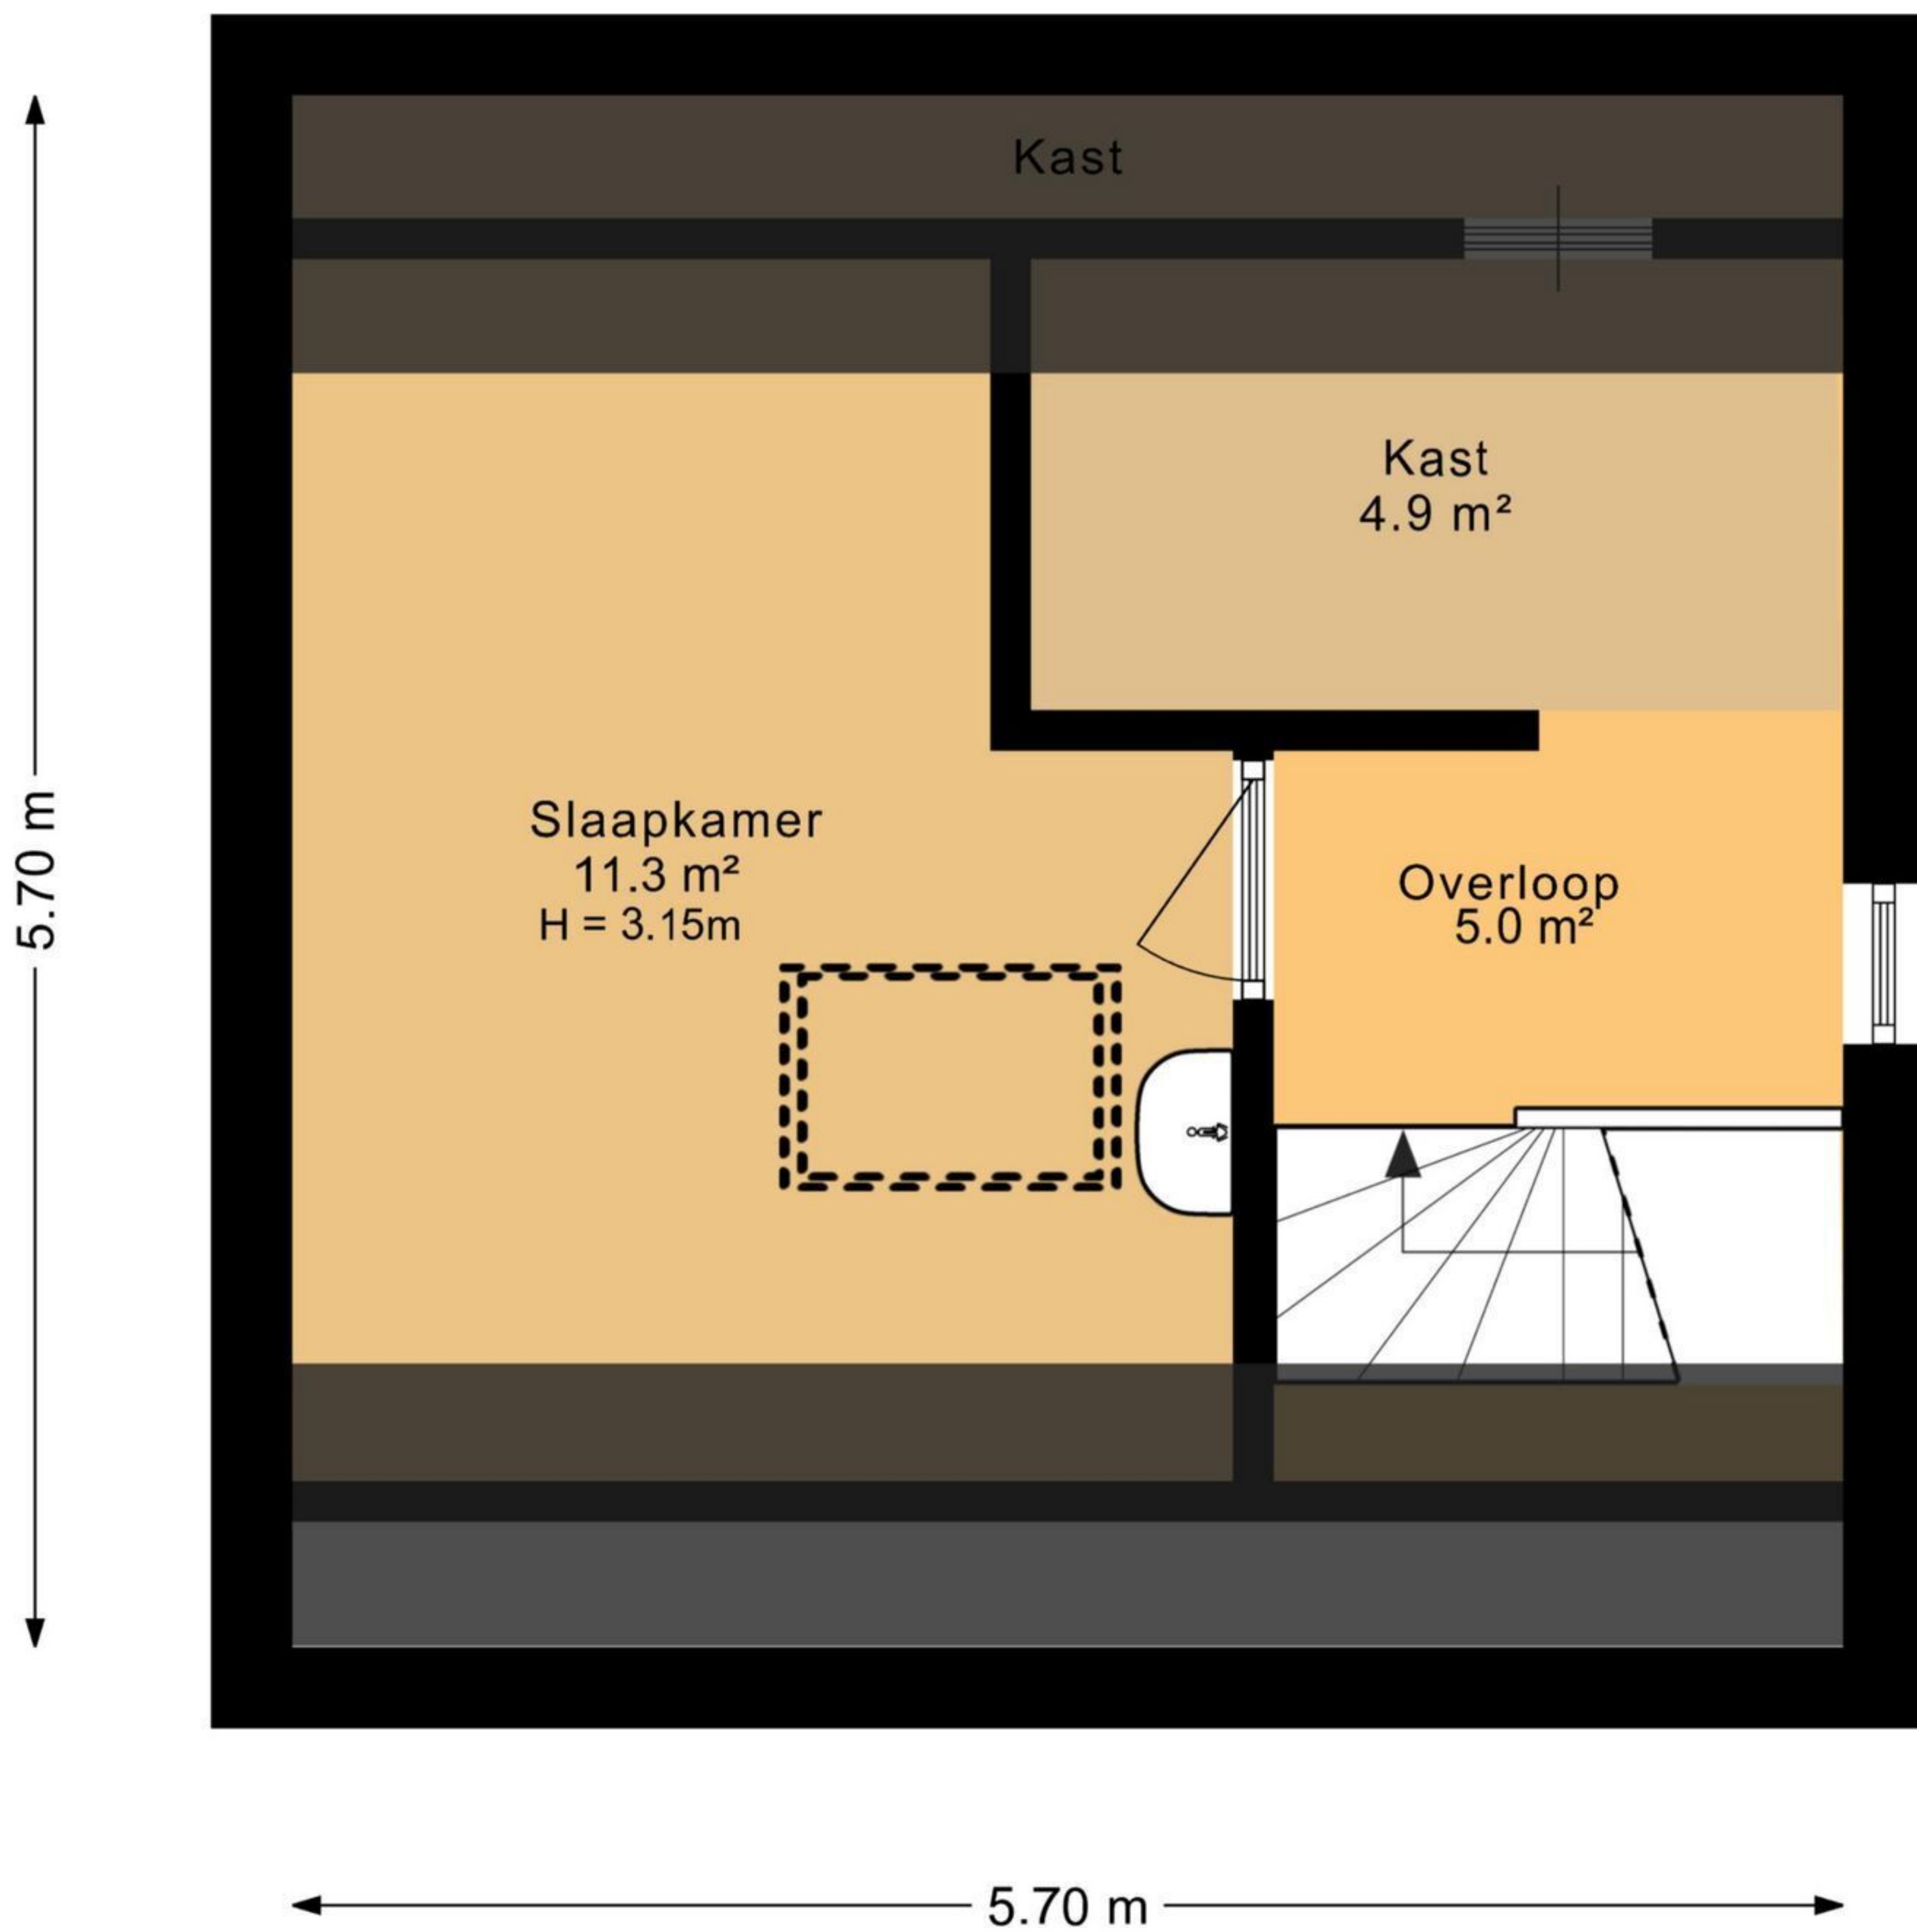 Kast
Kast
4.9 m²
Slaapkamer
11.3 m²
H = 3.15m
Overloop
5.0 m²
5.70 m
5.70 m